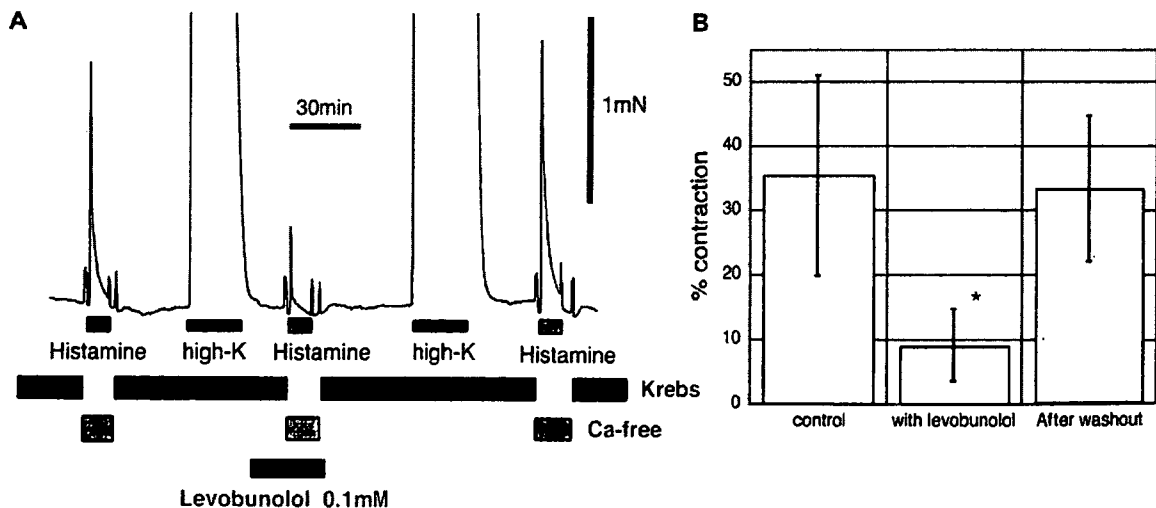 A
30min
1mN
Histamine high-K Histamine high-K Histamine
Krebs
Ca-free
Levobunolol 0.1mM
B
% contraction
50
40
30
20
10
0
control with levobunolol After washout
*